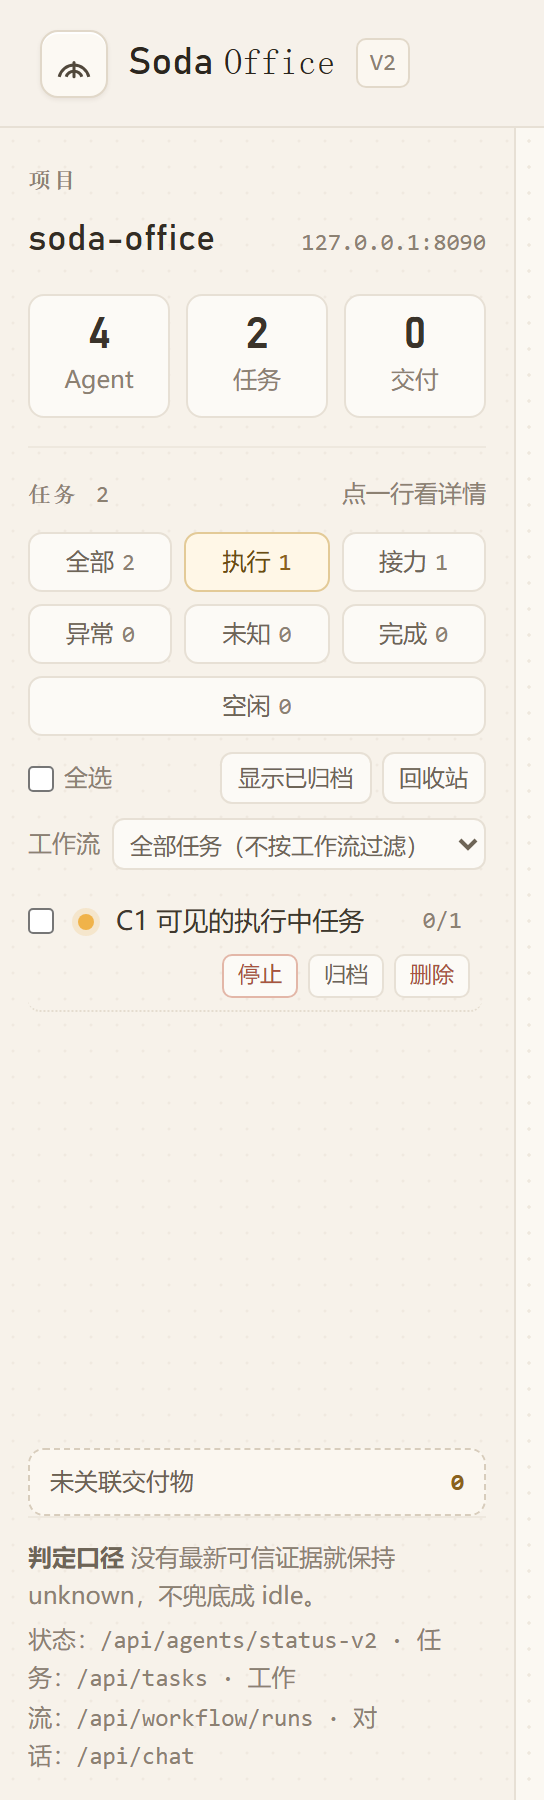 Soda Office V2
项目
soda-office 127.0.0.1:8090
4 2 0
Agent 任务 交付
任务 2 点一行看详情
全部 2 执行 1 接力 1
异常 0 未知 0 完成 0
空闲 0
全选 显示已归档 回收站
工作流 全部任务（不按工作流过滤）
C1 可见的执行中任务 0/1
停止 归档 删除
未关联交付物 0
判定口径 没有最新可信证据就保持
unknown，不兜底成 idle。
状态：/api/agents/status-v2 · 任
务：/api/tasks · 工作
流：/api/workflow/runs · 对
话：/api/chat